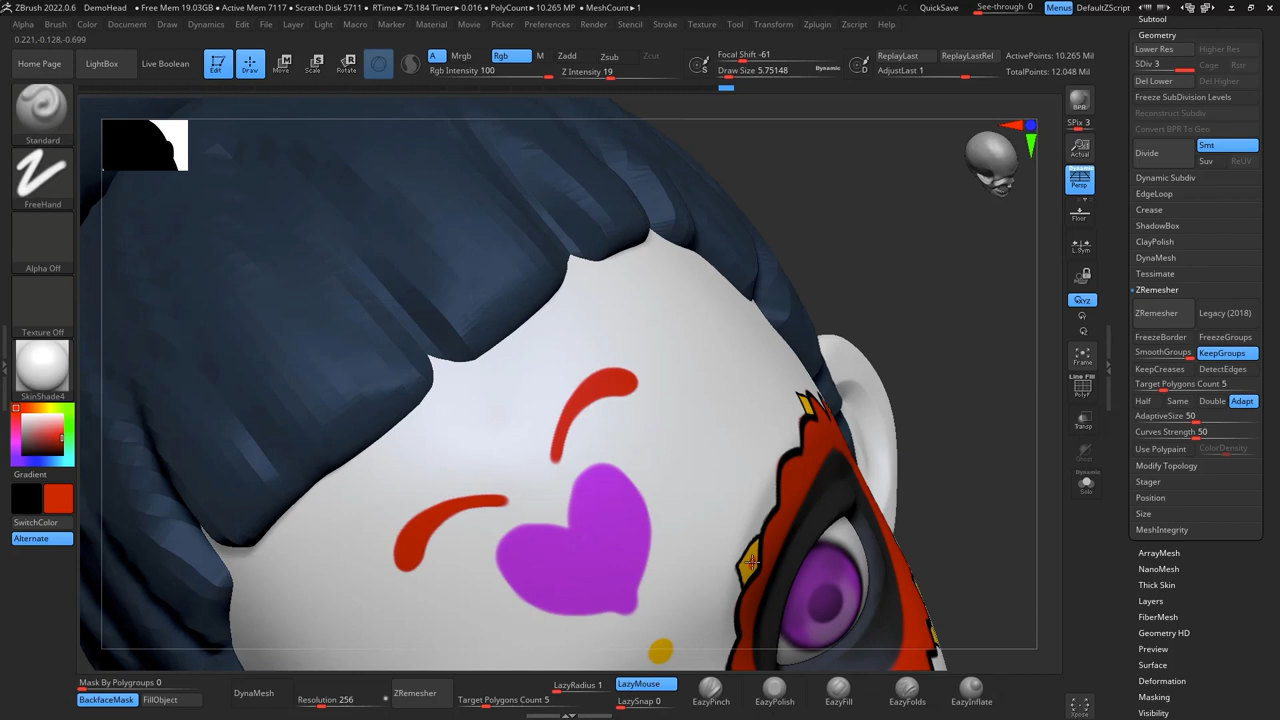 ZBrush 2022.0.6 DemoHead • Free Mem 19.03GB • Active Mem 7117 • Scratch Disk 5711 • RTime►75.184 Timer►0.016 • PolyCount►10.265 MP • MeshCount►1 AC QuickSave See-through 0 Menus DefaultZScript
Alpha Brush Color Document Draw Dynamics Edit File Layer Light Macro Marker Material Movie Picker Preferences Render Stencil Stroke Texture Tool Transform Zplugin Zscript Help
0.221,-0.128,-0.699
Home Page LightBox Live Boolean Edit Draw Move Scale Rotate A Mrgb Rgb M Zadd Zsub Zcut
Rgb Intensity 100 Z Intensity 19
S Focal Shift -61
Draw Size 5.75148 Dynamic
D ReplayLast ReplayLastRel
AdjustLast 1
ActivePoints: 10.265 Mil
TotalPoints: 12.048 Mil
Standard
FreeHand
Alpha Off
Texture Off
SkinShade4
Gradient
SwitchColor
Alternate
BPR
SPix 3
Actual
Dynamic
Persp
Floor
L.Sym
XYZ
Frame
Line Fill
PolyF
Transp
Ghost
Dynamic
Solo
Xpose
Subtool
Geometry
Lower Res Higher Res
SDiv 3 Cage Rstr
Del Lower Del Higher
Freeze SubDivision Levels
Reconstruct Subdiv
Convert BPR To Geo
Divide Smt
Suv ReUV
Dynamic Subdiv
EdgeLoop
Crease
ShadowBox
ClayPolish
DynaMesh
Tessimate
ZRemesher
ZRemesher Legacy (2018)
FreezeBorder FreezeGroups
SmoothGroups KeepGroups
KeepCreases DetectEdges
Target Polygons Count 5
Half Same Double Adapt
AdaptiveSize 50
Curves Strength 50
Use Polypaint ColorDensity
Modify Topology
Stager
Position
Size
MeshIntegrity
ArrayMesh
NanoMesh
Thick Skin
Layers
FiberMesh
Geometry HD
Preview
Surface
Deformation
Masking
Visibility
Mask By Polygroups 0
BackfaceMask FillObject
DynaMesh
Resolution 256
ZRemesher
Target Polygons Count 5
LazyRadius 1 LazyMouse
LazySnap 0
EazyPinch EazyPolish EazyFill EazyFolds EazyInflate